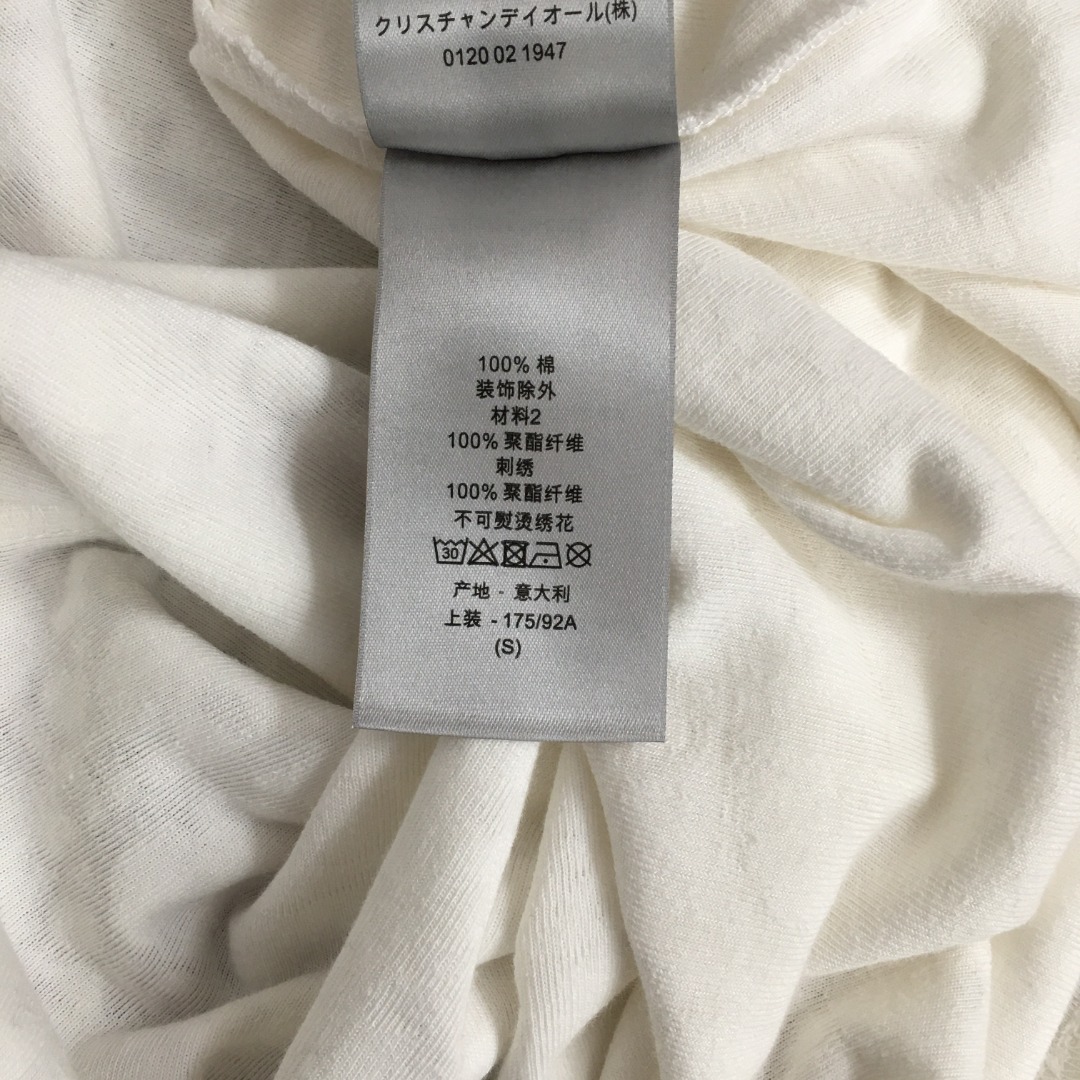 クリスチャンデイオール(株)
0120 02 1947
100% 棉
装饰除外
材料2
100% 聚酯纤维
刺绣
100% 聚酯纤维
不可熨烫绣花
30
产地 - 意大利
上装 - 175/92A
(S)